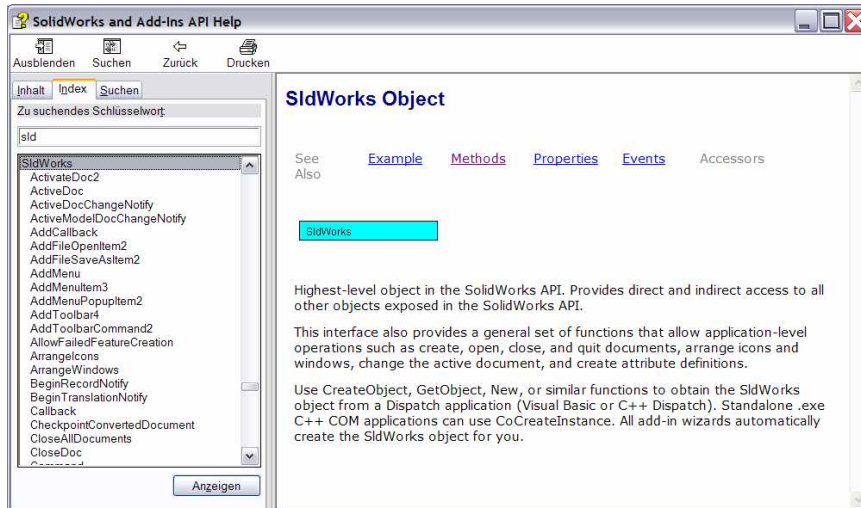 SolidWorks and Add-Ins API Help
Ausblenden Suchen Zurück Drucken
Inhalt Index Suchen
Zu suchendes Schlüsselwort:
sld
SldWorks
ActivateDoc2
ActiveDoc
ActiveDocChangeNotify
ActiveModelDocChangeNotify
AddCallback
AddFileOpenItem2
AddFileSaveAsItem2
AddMenu
AddMenuItem3
AddMenuPopupItem2
AddToolbar4
AddToolbarCommand2
AllowFailedFeatureCreation
ArrangeIcons
ArrangeWindows
BeginRecordNotify
BeginTranslationNotify
Callback
CheckpointConvertedDocument
CloseAllDocuments
CloseDoc
Anzeigen
SldWorks Object
See Also Example Methods Properties Events Accessors
SldWorks
Highest-level object in the SolidWorks API. Provides direct and indirect access to all
other objects exposed in the SolidWorks API.
This interface also provides a general set of functions that allow application-level
operations such as create, open, close, and quit documents, arrange icons and
windows, change the active document, and create attribute definitions.
Use CreateObject, GetObject, New, or similar functions to obtain the SldWorks
object from a Dispatch application (Visual Basic or C++ Dispatch). Standalone .exe
C++ COM applications can use CoCreateInstance. All add-in wizards automatically
create the SldWorks object for you.